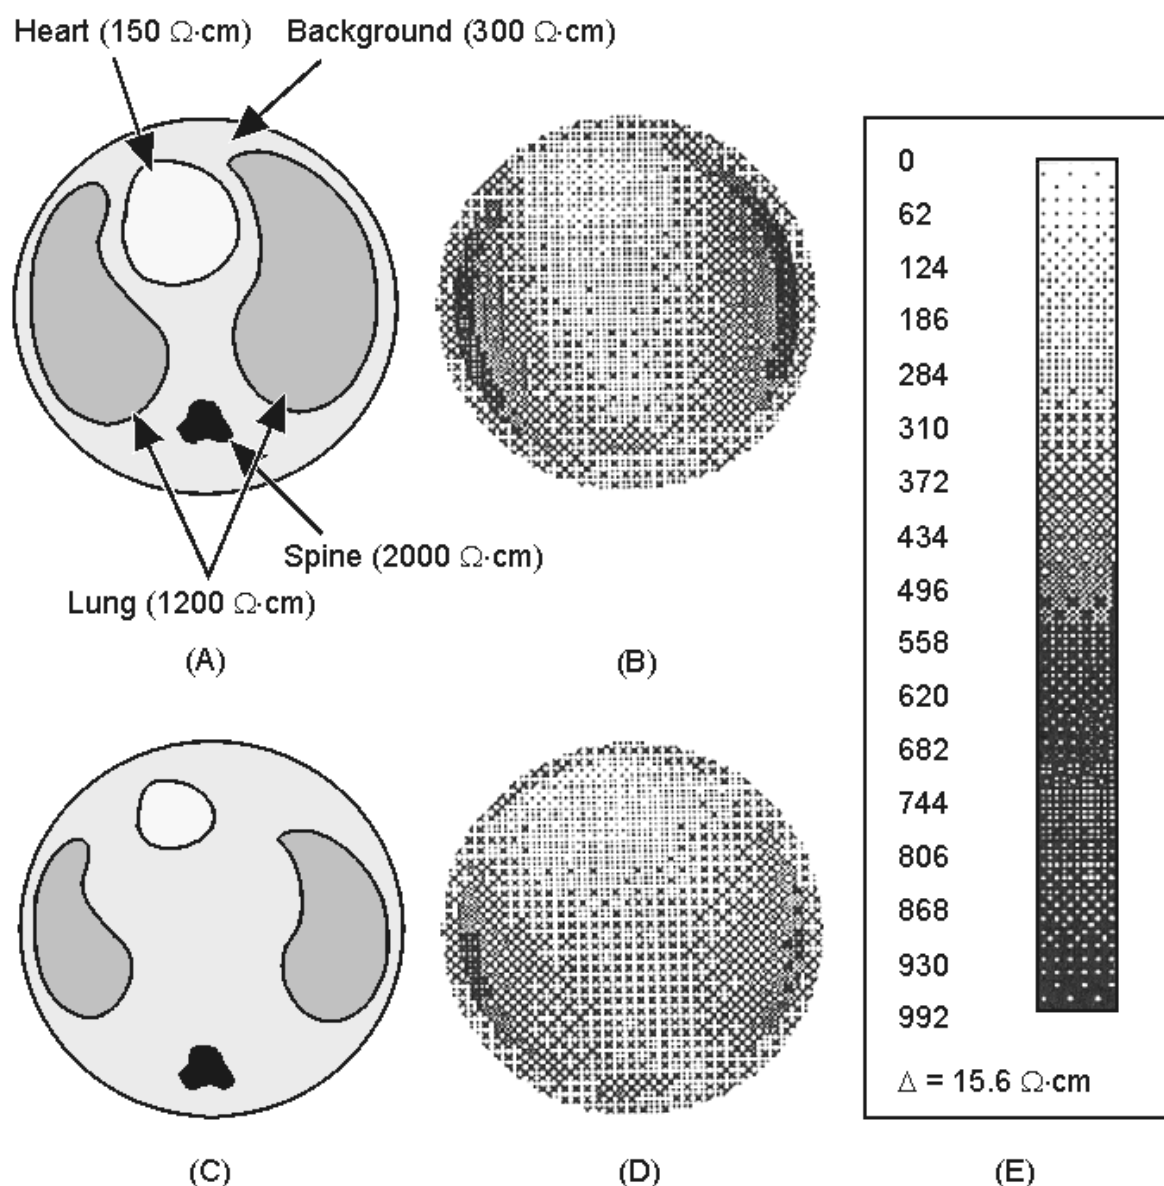 Heart (150 Ω·cm)
Background (300 Ω·cm)
Spine (2000 Ω·cm)
Lung (1200 Ω·cm)
(A)
(B)
0
62
124
186
284
310
372
434
496
558
620
682
744
806
868
930
992
Δ = 15.6 Ω·cm
(C)
(D)
(E)